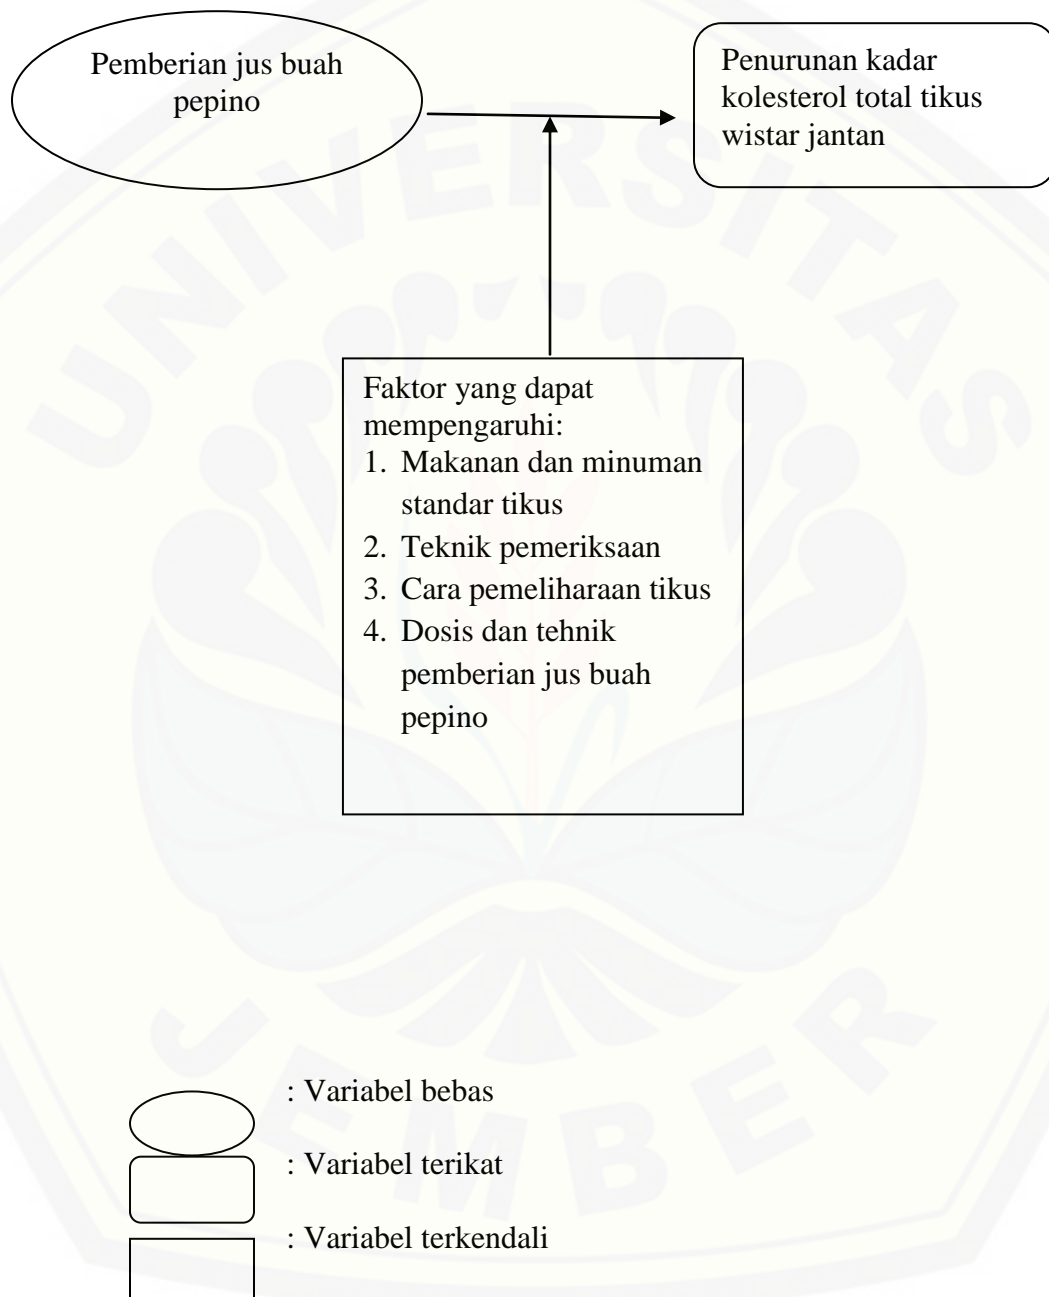 Pemberian jus buah
pepino
Penurunan kadar
kolesterol total tikus
wistar jantan
Faktor yang dapat
mempengaruhi:
1. Makanan dan minuman
standar tikus
2. Teknik pemeriksaan
3. Cara pemeliharaan tikus
4. Dosis dan tehnik
pemberian jus buah
pepino
: Variabel bebas
: Variabel terikat
: Variabel terkendali
UNIVERSITAS
JEMBER